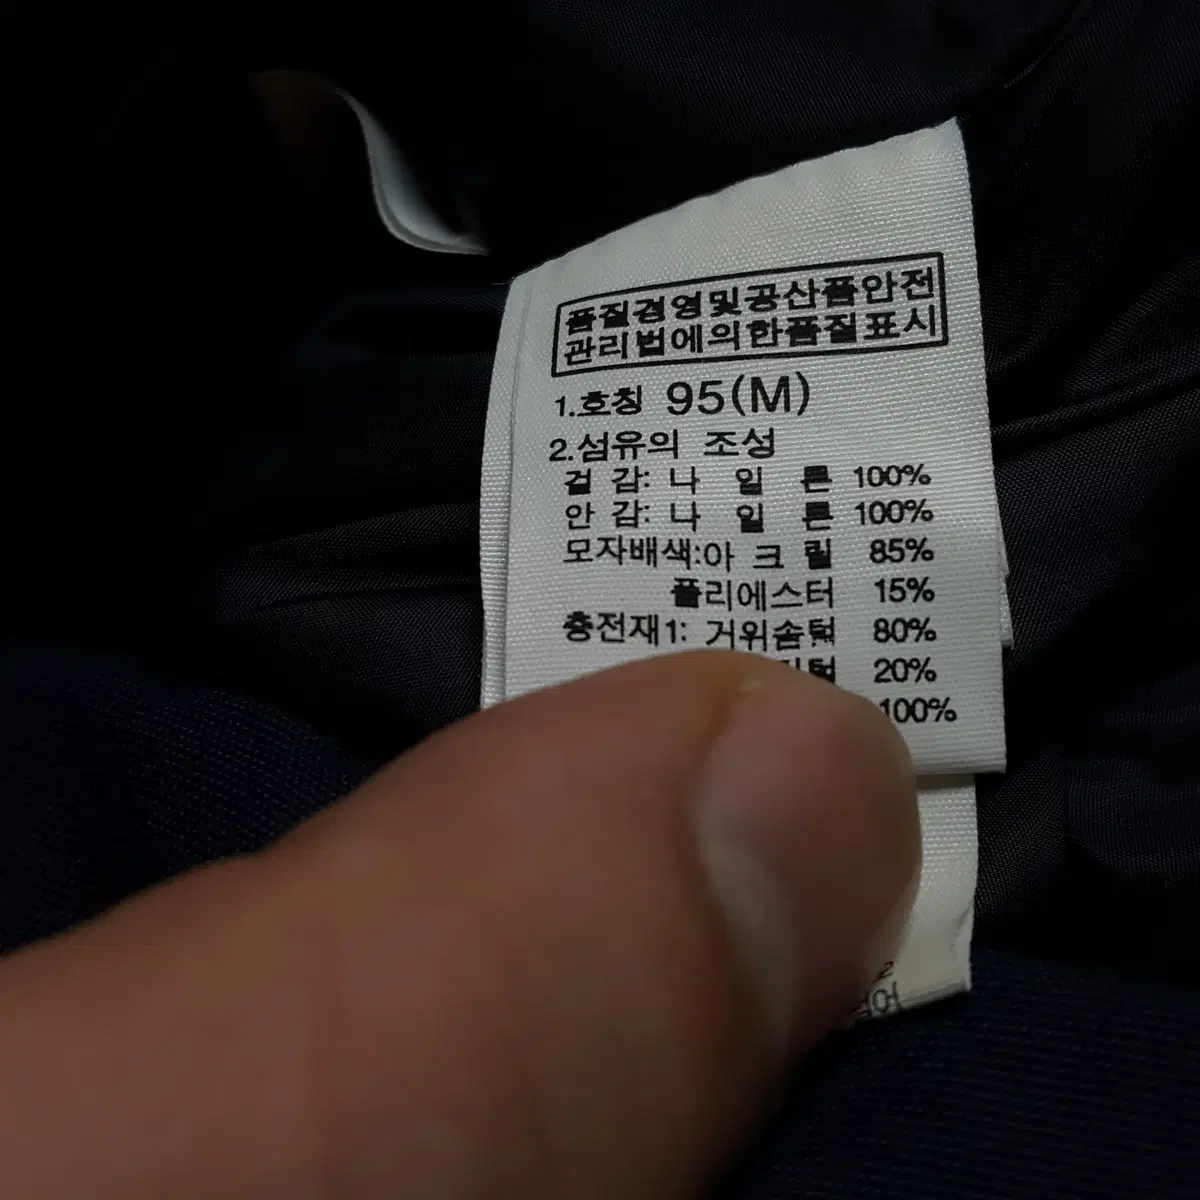 품질경영및공산품안전
관리법에의한품질표시
1.호칭 95(M)
2.섬유의 조성
겉 감: 나 일 론 100%
안 감: 나 일 론 100%
모자배색:아 크 릴 85%
폴리에스터 15%
충전재1: 거위솜털 80%
20%
100%